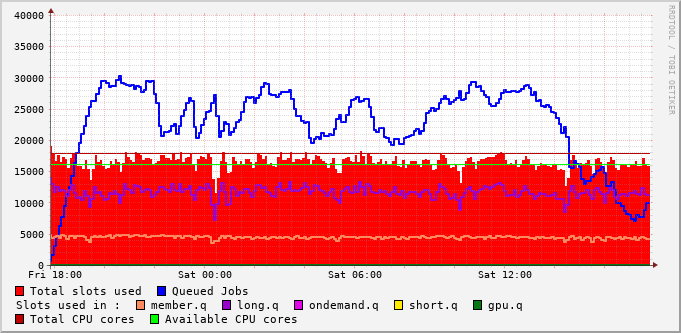 40000
35000
30000
25000
20000
15000
10000
5000
0
Fri 18:00 Sat 00:00 Sat 06:00 Sat 12:00
RRDTOOL / TOBI OETIKER
Total slots used Queued Jobs
Slots used in : member.q long.q ondemand.q short.q gpu.q
Total CPU cores Available CPU cores